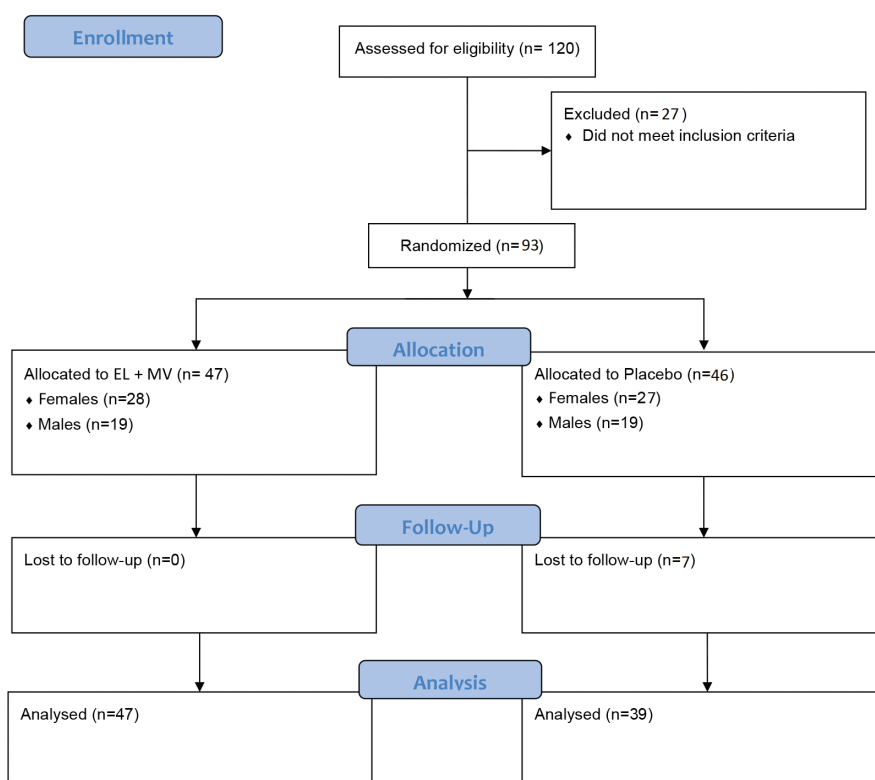 Enrollment
Assessed for eligibility (n= 120)
Excluded (n=27)
♦ Did not meet inclusion criteria
Randomized (n=93)
Allocation
Allocated to EL + MV (n= 47)
♦ Females (n=28)
♦ Males (n=19)
Allocated to Placebo (n=46)
♦ Females (n=27)
♦ Males (n=19)
Follow-Up
Lost to follow-up (n=0)
Lost to follow-up (n=7)
Analysis
Analysed (n=47)
Analysed (n=39)